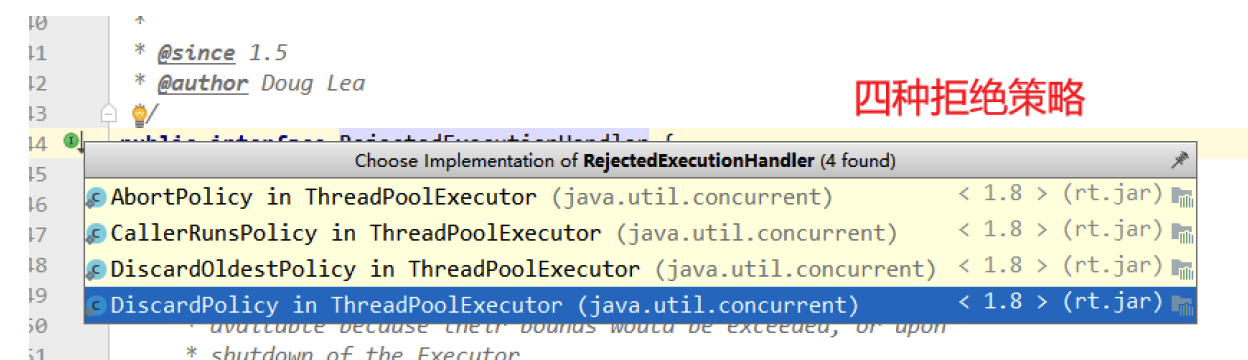 40 *
41 * @since 1.5
42 * @author Doug Lea
四种拒绝策略
43 */
44 public interface RejectedExecutionHandler {
Choose Implementation of RejectedExecutionHandler (4 found)
45
AbortPolicy in ThreadPoolExecutor (java.util.concurrent) < 1.8 > (rt.jar)
46
CallerRunsPolicy in ThreadPoolExecutor (java.util.concurrent) < 1.8 > (rt.jar)
47
DiscardOldestPolicy in ThreadPoolExecutor (java.util.concurrent) < 1.8 > (rt.jar)
48
DiscardPolicy in ThreadPoolExecutor (java.util.concurrent) < 1.8 > (rt.jar)
49
50 * available because their bounds would be exceeded, or upon
51 * shutdown of the Executor.